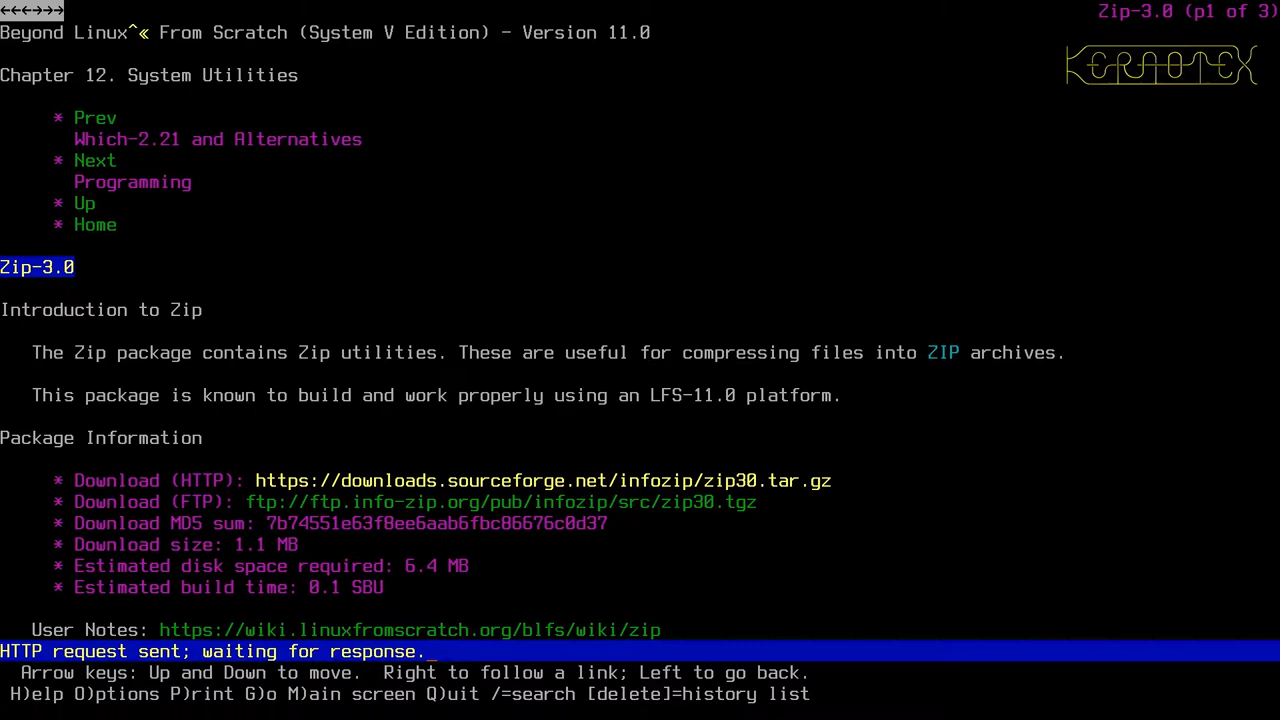 ←←←→→→ Zip-3.0 (p1 of 3)
Beyond Linux^« From Scratch (System V Edition) - Version 11.0
KERAOTEX
Chapter 12. System Utilities
* Prev
Which-2.21 and Alternatives
* Next
Programming
* Up
* Home
Zip-3.0
Introduction to Zip
The Zip package contains Zip utilities. These are useful for compressing files into ZIP archives.
This package is known to build and work properly using an LFS-11.0 platform.
Package Information
* Download (HTTP): https://downloads.sourceforge.net/infozip/zip30.tar.gz
* Download (FTP): ftp://ftp.info-zip.org/pub/infozip/src/zip30.tgz
* Download MD5 sum: 7b74551e63f8ee6aab6fbc86676c0d37
* Download size: 1.1 MB
* Estimated disk space required: 6.4 MB
* Estimated build time: 0.1 SBU
User Notes: https://wiki.linuxfromscratch.org/blfs/wiki/zip
HTTP request sent; waiting for response.
Arrow keys: Up and Down to move. Right to follow a link; Left to go back.
H)elp O)ptions P)rint G)o M)ain screen Q)uit /=search [delete]=history list